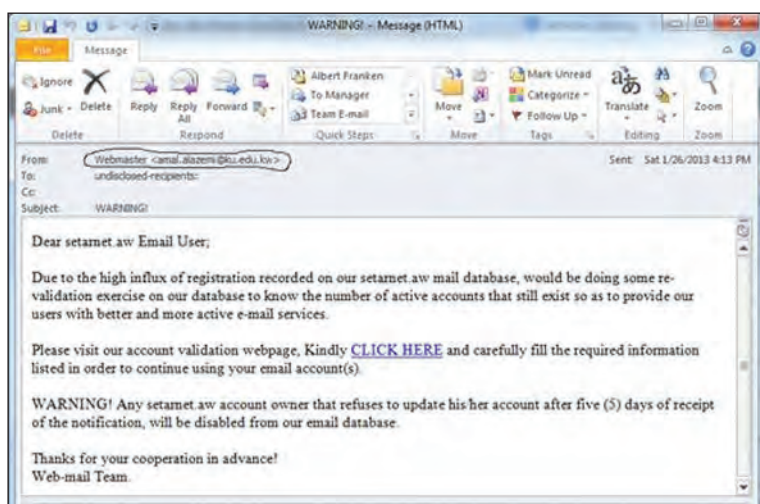 WARNING! - Message (HTML)
File Message
Ignore
Junk
Delete
Reply
Reply All
Forward
Albert Franken
To Manager
Team E-mail
Move
Mark Unread
Categorize
Follow Up
Translate
Zoom
Delete Respond Quick Steps Move Tags Editing Zoom
From: Webmaster <amal.alazemi@ku.edu.kw> Sent: Sat 1/26/2013 4:13 PM
To: undisclosed-recipients:
Cc:
Subject: WARNING!
Dear setarnet.aw Email User;
Due to the high influx of registration recorded on our setarnet.aw mail database, would be doing some re-
validation exercise on our database to know the number of active accounts that still exist so as to provide our
users with better and more active e-mail services.
Please visit our account validation webpage, Kindly CLICK HERE and carefully fill the required information
listed in order to continue using your email account(s).
WARNING! Any setarnet.aw account owner that refuses to update his/her account after five (5) days of receipt
of the notification, will be disabled from our email database.
Thanks for your cooperation in advance!
Web-mail Team.